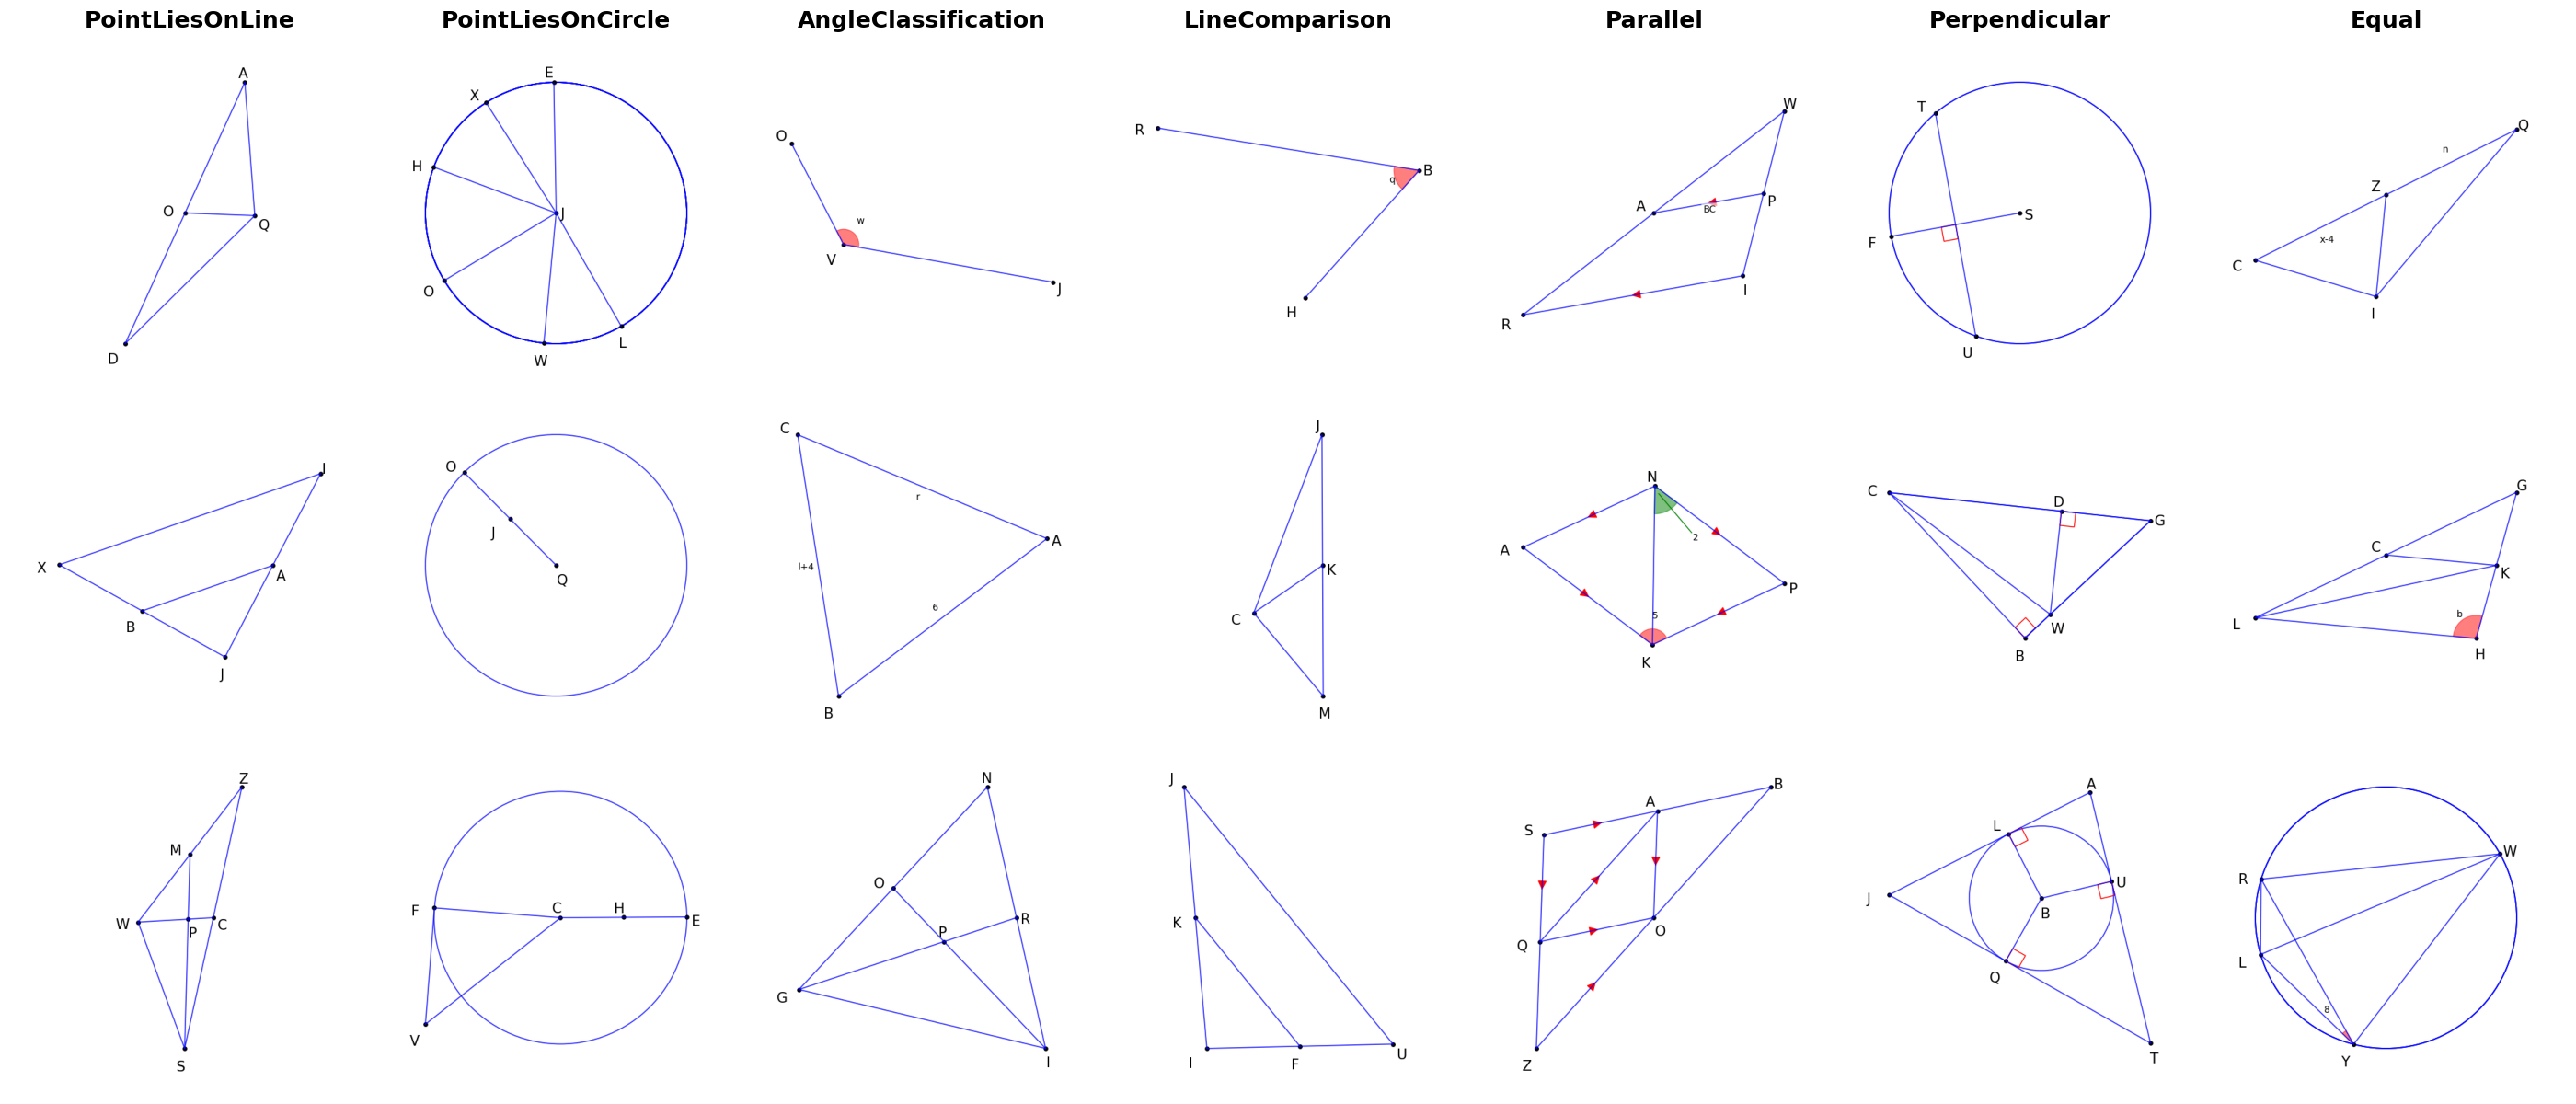 PointLiesOnLine PointLiesOnCircle AngleClassification LineComparison Parallel Perpendicular Equal
A O Q D
E X H J O W L
O w V J
R B q H
W A BC P I R
T S F U
Q n Z x-4 C I
I X A B J
O J Q
C r A l+4 6 B
J K C M
N A 2 P 5 K
C D G W B
G C K L b H
Z M W P C S
F C H E V
N O R P G I
J K I F U
S A B Q O Z
A L U J B Q T
W R L 8 Y